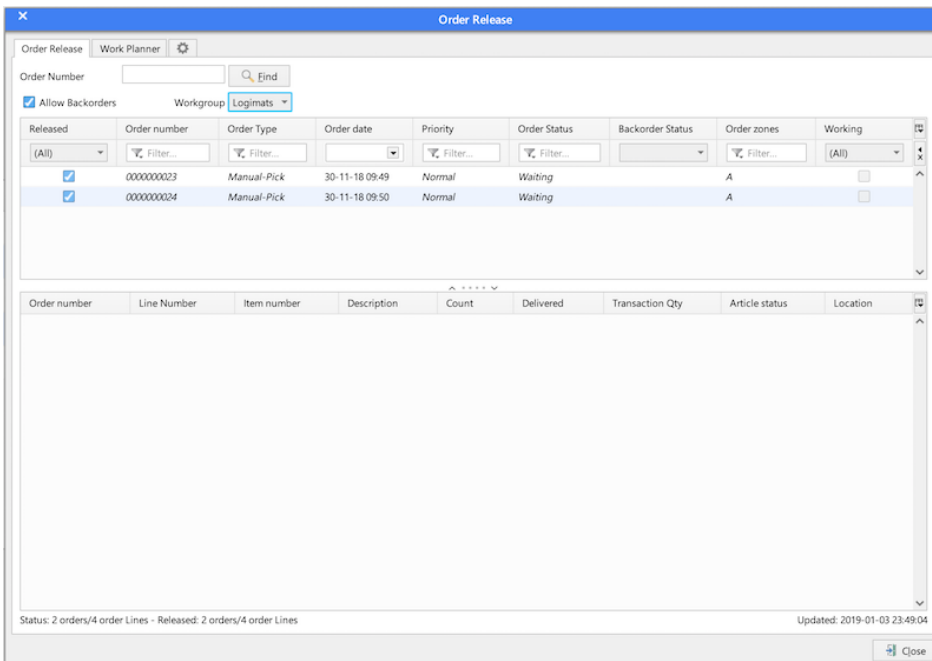 Order Release
Order Release Work Planner
Order Number Find
Allow Backorders Workgroup Logimats
Released Order number Order Type Order date Priority Order Status Backorder Status Order zones Working
(All) Filter... Filter... Filter... Filter... Filter... (All)
0000000023 Manual-Pick 30-11-18 09:49 Normal Waiting A
0000000024 Manual-Pick 30-11-18 09:50 Normal Waiting A
Order number Line Number Item number Description Count Delivered Transaction Qty Article status Location
Status: 2 orders/4 order Lines - Released: 2 orders/4 order Lines Updated: 2019-01-03 23:49:04
Close